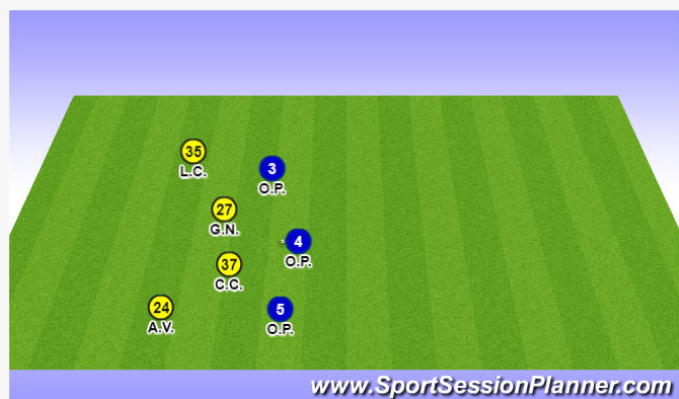 35
L.C.
3
O.P.
27
G.N.
4
O.P.
37
C.C.
24
A.V.
5
O.P.
www.SportSessionPlanner.com